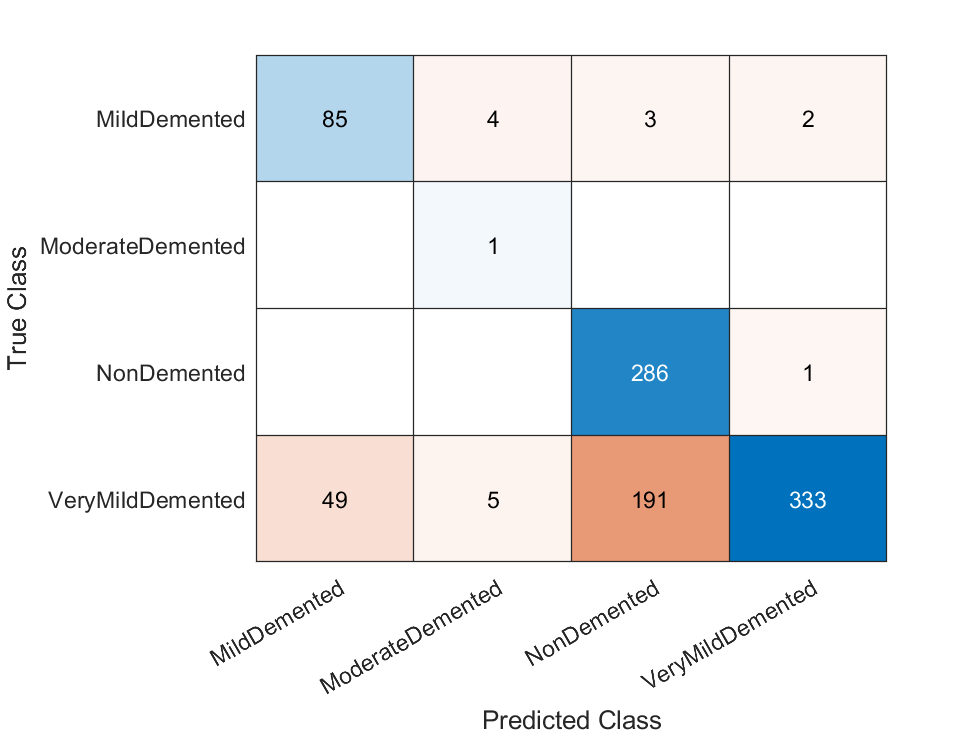 True Class
MildDemented 85 4 3 2
ModerateDemented 1
NonDemented 286 1
VeryMildDemented 49 5 191 333
MildDemented ModerateDemented NonDemented VeryMildDemented
Predicted Class